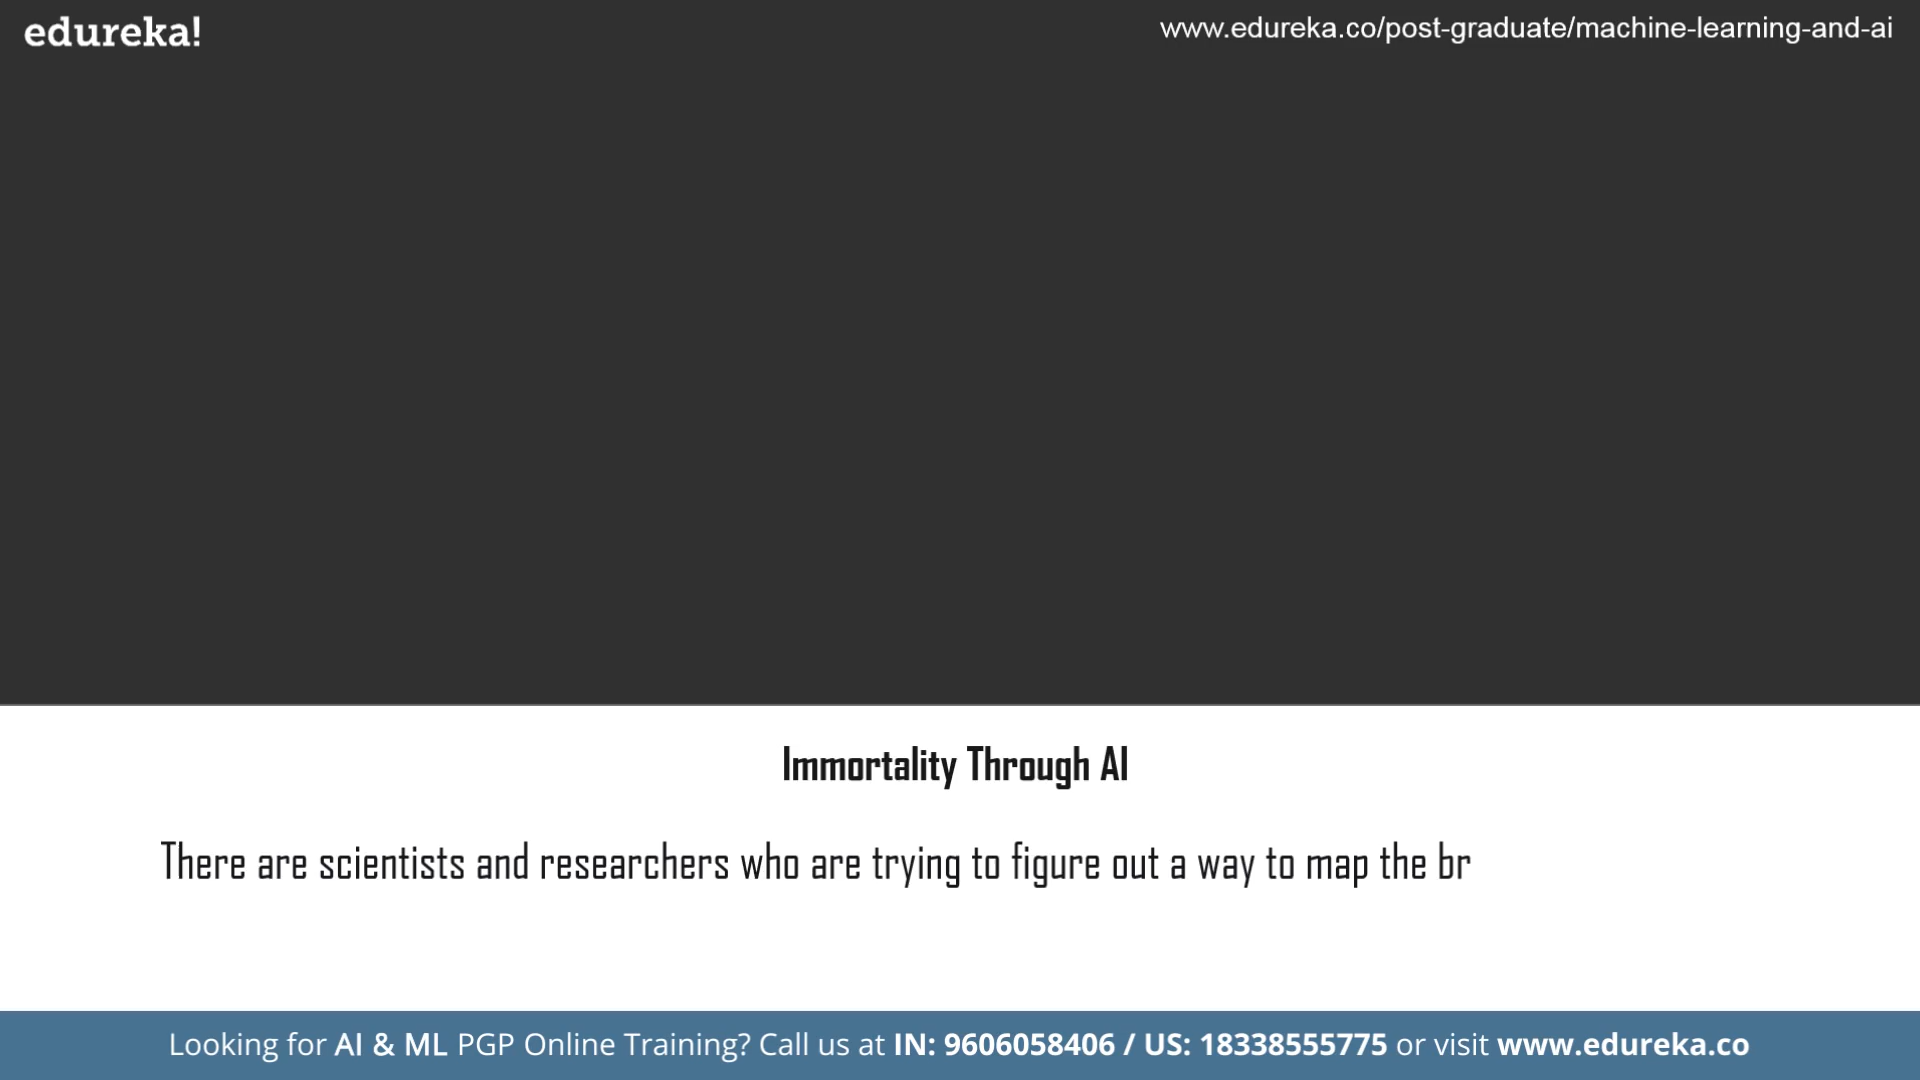 edureka!
www.edureka.co/post-graduate/machine-learning-and-ai
Immortality Through AI
There are scientists and researchers who are trying to figure out a way to map the br
Looking for AI & ML PGP Online Training? Call us at IN: 9606058406 / US: 18338555775 or visit www.edureka.co